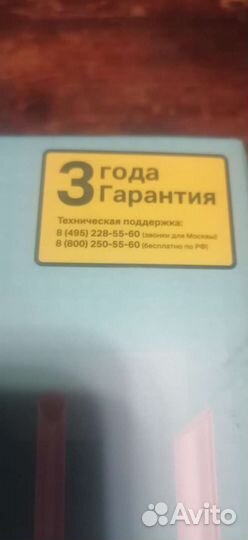 3 года
Гарантия
Техническая поддержка:
8 (495) 228-55-60 (звонки для Москвы)
8 (800) 250-55-60 (бесплатно по РФ)
Avito